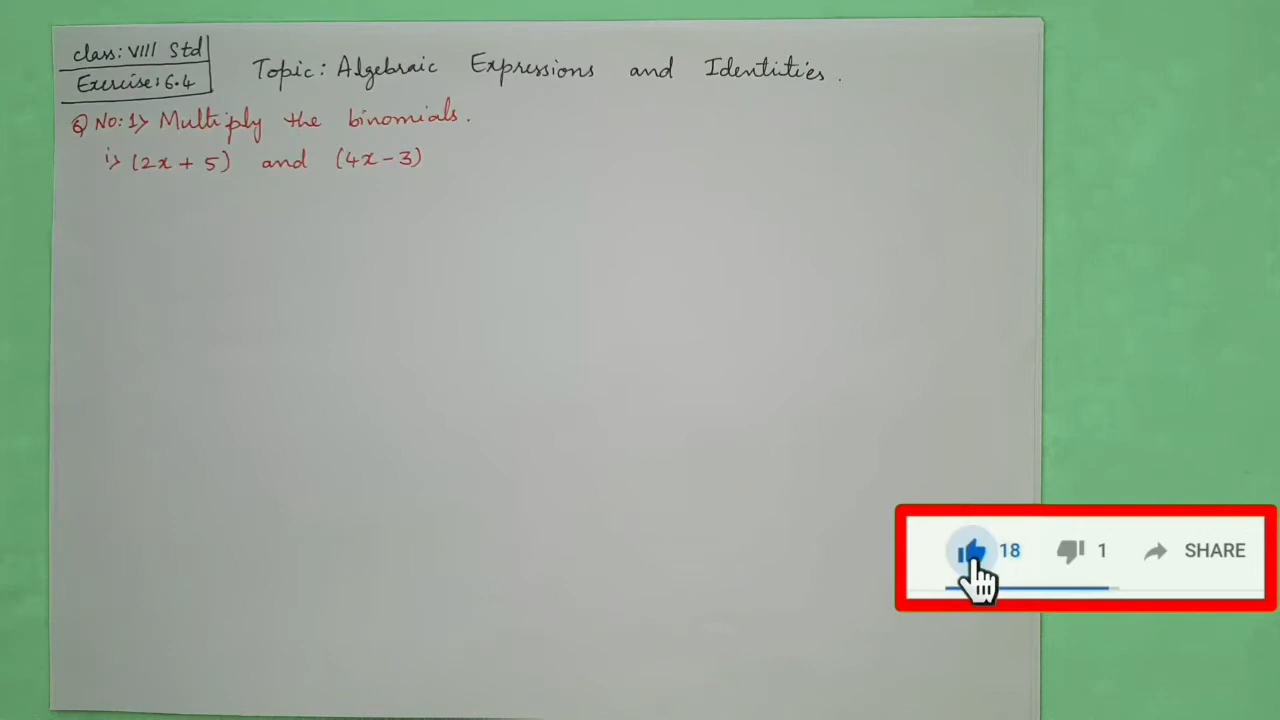 class: VIII Std
Exercise: 6.4
Topic: Algebraic Expressions and Identities.
Q No: 1> Multiply the binomials.
i> (2x + 5) and (4x - 3)
18 1 SHARE